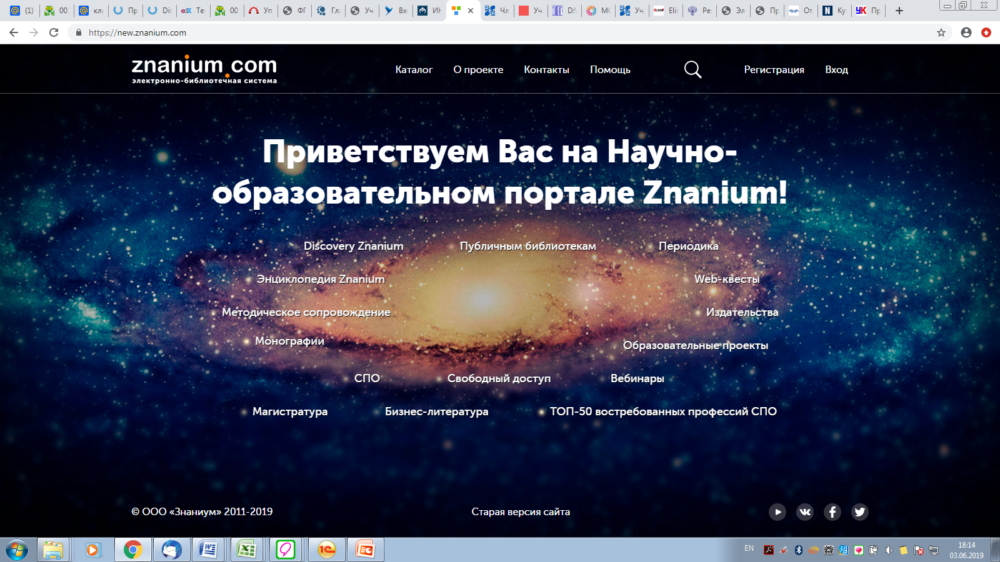 (1)
00
кл
Пр
Dis
Te
00
Уп
ФГ
Гл
Уч
Вх
ИН
Чл
Уч
D:\
МС
Уч
Elir
Ре
Эл
Пр
От
Ку
Пр
https://new.znanium.com
znanium.com
электронно-библиотечная система
Каталог О проекте Контакты Помощь Регистрация Вход
Приветствуем Вас на Научно-
образовательном портале Znanium!
Discovery Znanium Публичным библиотекам Периодика
Энциклопедия Znanium Web-квесты
Методическое сопровождение Издательства
Монографии Образовательные проекты
СПО Свободный доступ Вебинары
Магистратура Бизнес-литература ТОП-50 востребованных профессий СПО
© ООО «Знаниум» 2011-2019 Старая версия сайта
EN 18:14
03.06.2019